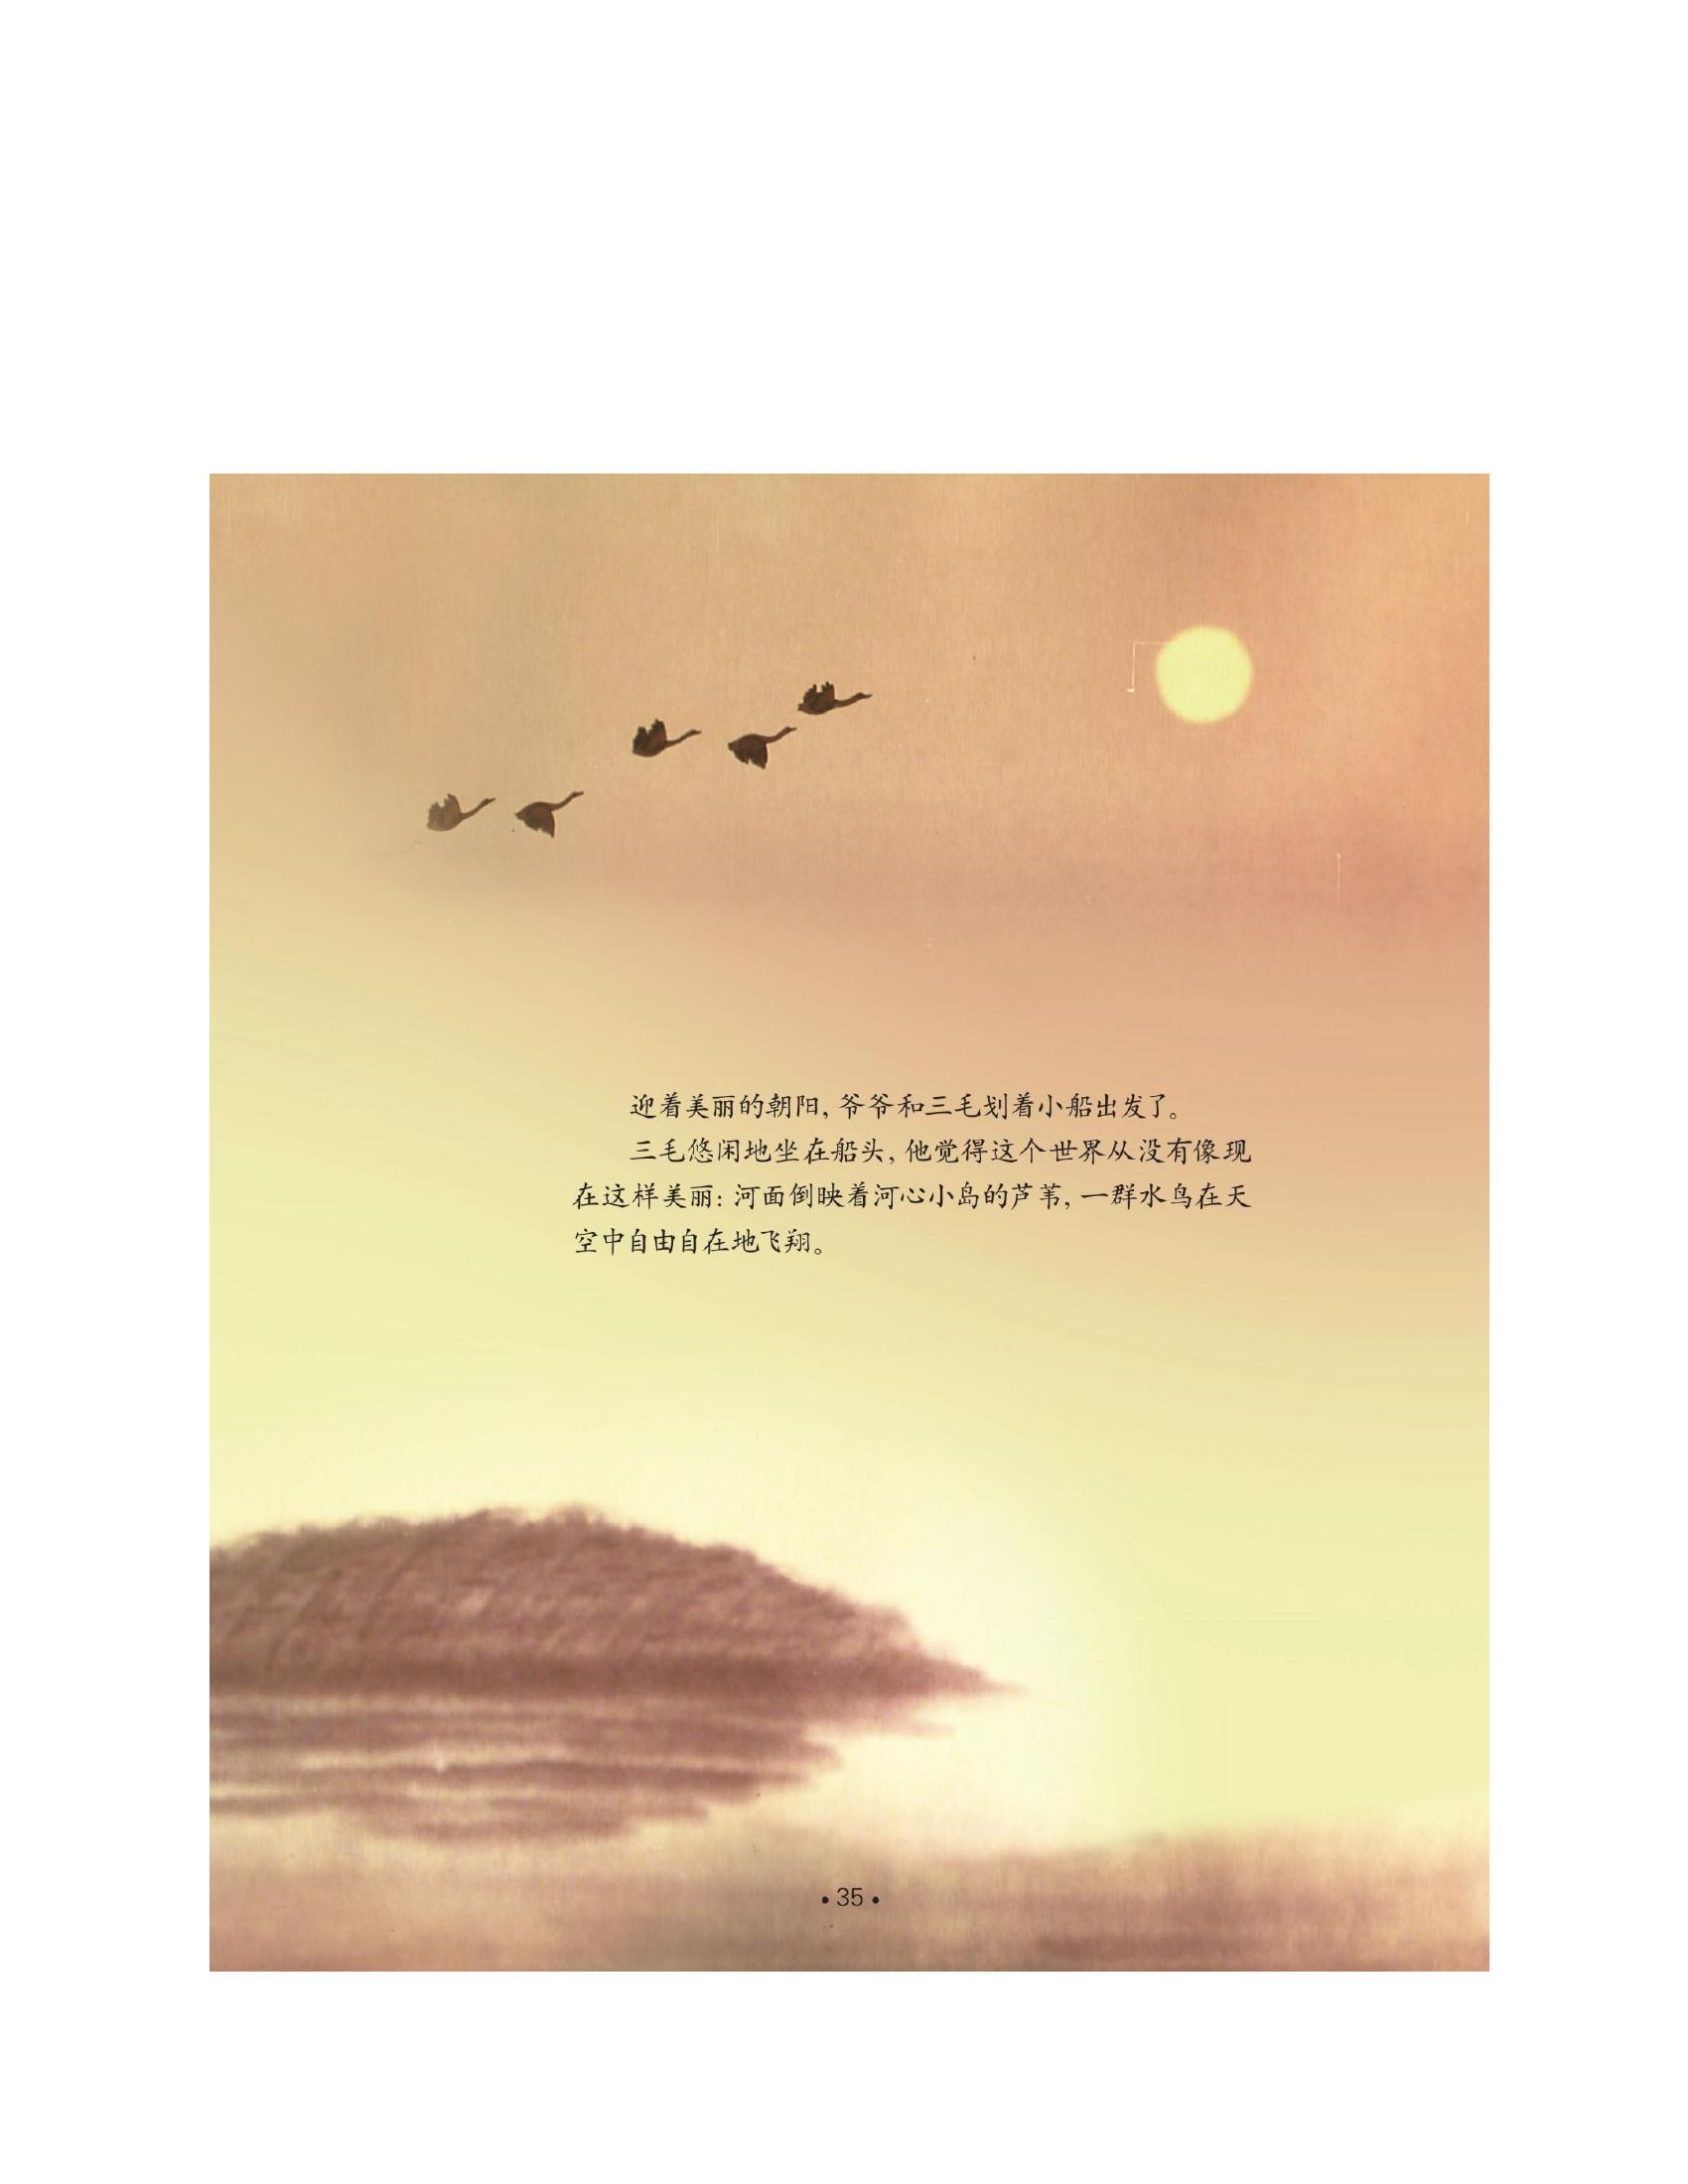 迎着美丽的朝阳，爷爷和三毛划着小船出发了。
三毛悠闲地坐在船头，他觉得这个世界从没有像现
在这样美丽：河面倒映着河心小岛的芦苇，一群水鸟在天
空中自由自在地飞翔。
• 35 •